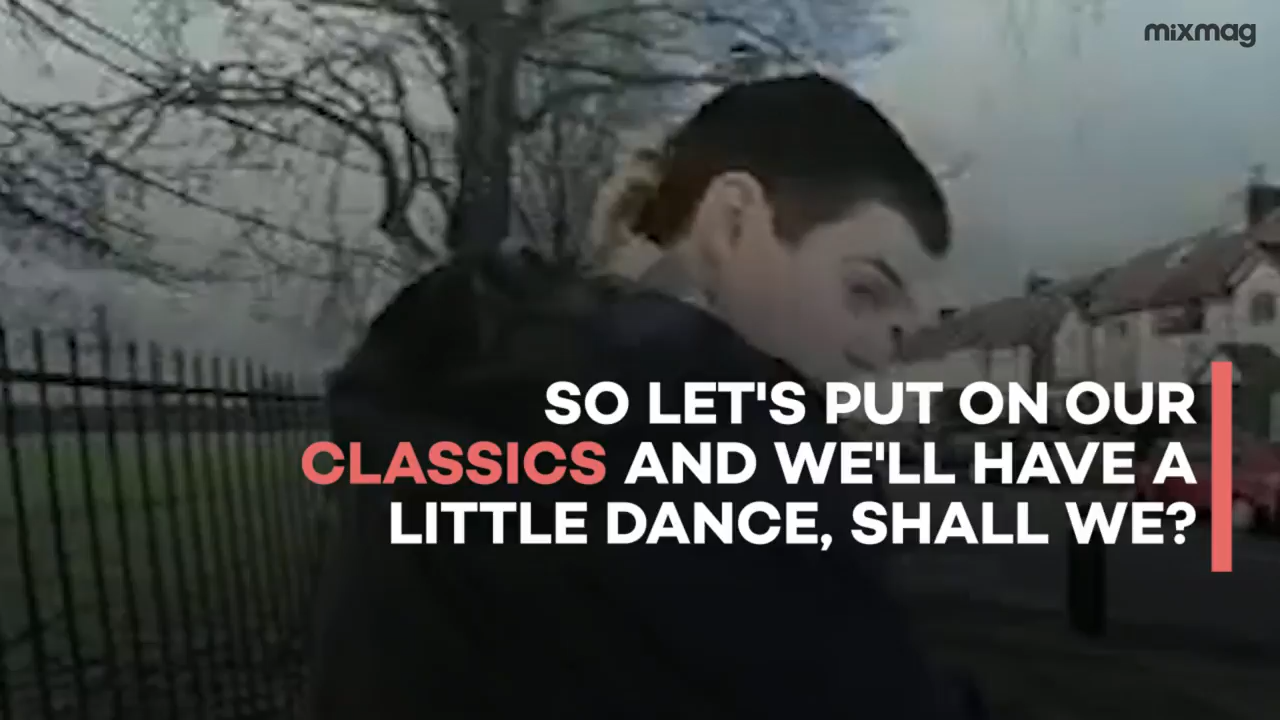 mixmag
SO LET'S PUT ON OUR
CLASSICS AND WE'LL HAVE A
LITTLE DANCE, SHALL WE?